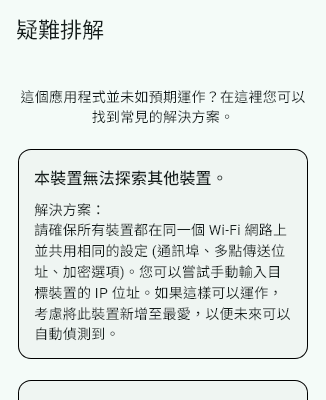 疑難排解
這個應用程式並未如預期運作？在這裡您可以
找到常見的解決方案。
本裝置無法探索其他裝置。
解決方案：
請確保所有裝置都在同一個 Wi-Fi 網路上
並共用相同的設定 (通訊埠、多點傳送位
址、加密選項)。您可以嘗試手動輸入目
標裝置的 IP 位址。如果這樣可以運作，
考慮將此裝置新增至最愛，以便未來可以
自動偵測到。